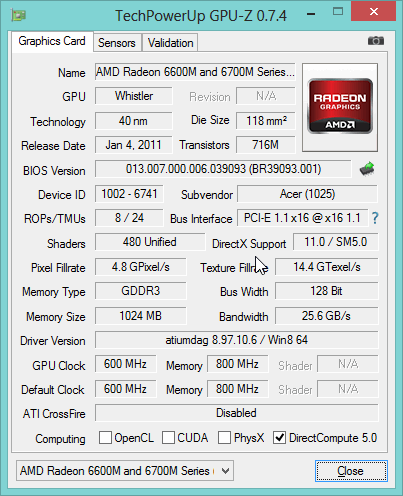 TechPowerUp GPU-Z 0.7.4
Graphics Card Sensors Validation
Name AMD Radeon 6600M and 6700M Series...
GPU Whistler Revision N/A
Technology 40 nm Die Size 118 mm²
Release Date Jan 4, 2011 Transistors 716M
RADEON
GRAPHICS
AMD
BIOS Version 013.007.000.006.039093 (BR39093.001)
Device ID 1002 - 6741 Subvendor Acer (1025)
ROPs/TMUs 8 / 24 Bus Interface PCI-E 1.1 x16 @ x16 1.1 ?
Shaders 480 Unified DirectX Support 11.0 / SM5.0
Pixel Fillrate 4.8 GPixel/s Texture Fillrate 14.4 GTexel/s
Memory Type GDDR3 Bus Width 128 Bit
Memory Size 1024 MB Bandwidth 25.6 GB/s
Driver Version atiumdag 8.97.10.6 / Win8 64
GPU Clock 600 MHz Memory 800 MHz Shader N/A
Default Clock 600 MHz Memory 800 MHz Shader N/A
ATI CrossFire Disabled
Computing OpenCL CUDA PhysX DirectCompute 5.0
AMD Radeon 6600M and 6700M Series Close